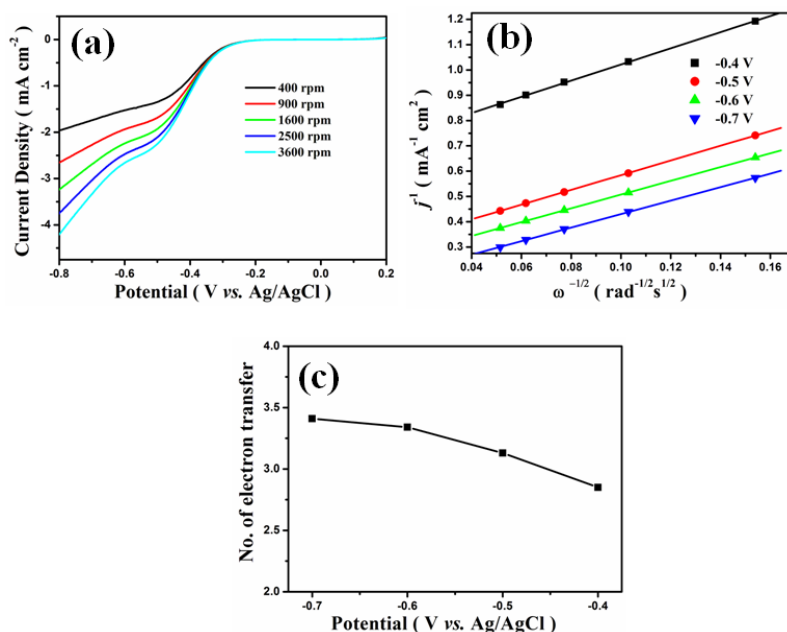 (a)
Current Density ( mA cm⁻² )
0
-1
-2
-3
-4
400 rpm
900 rpm
1600 rpm
2500 rpm
3600 rpm
-0.8 -0.6 -0.4 -0.2 0.0 0.2
Potential ( V vs. Ag/AgCl)
(b)
j⁻¹ ( mA⁻¹ cm² )
1.2
1.1
1.0
0.9
0.8
0.7
0.6
0.5
0.4
0.3
-0.4 V
-0.5 V
-0.6 V
-0.7 V
0.04 0.06 0.08 0.10 0.12 0.14 0.16
ω ⁻¹/² ( rad⁻¹/²s¹/² )
(c)
No. of electron transfer
4.0
3.5
3.0
2.5
2.0
-0.7 -0.6 -0.5 -0.4
Potential ( V vs. Ag/AgCl)